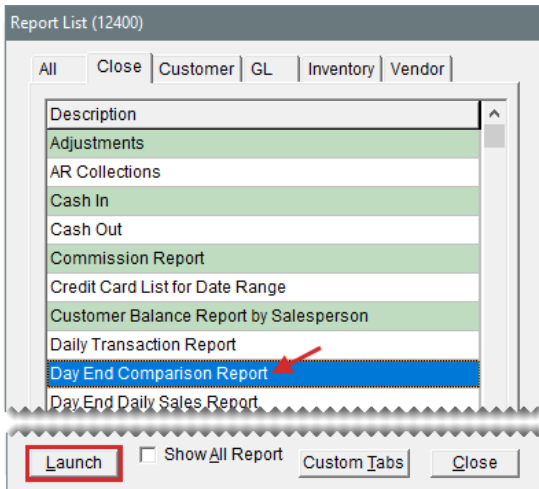 Report List (12400)
All Close Customer GL Inventory Vendor
Description
Adjustments
AR Collections
Cash In
Cash Out
Commission Report
Credit Card List for Date Range
Customer Balance Report by Salesperson
Daily Transaction Report
Day End Comparison Report
Day End Daily Sales Report
Launch Show All Report Custom Tabs Close